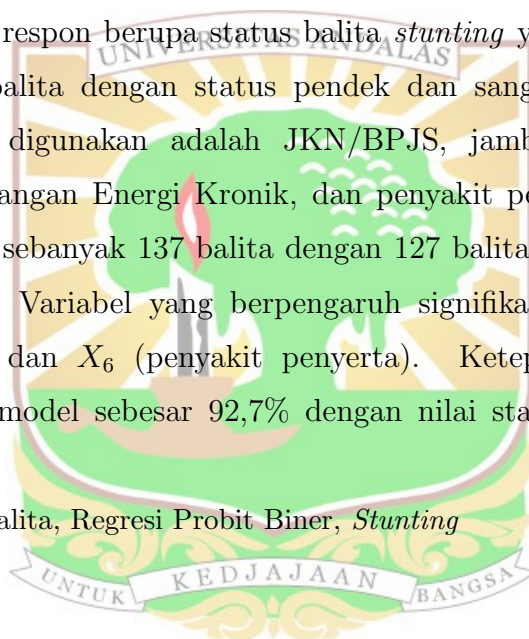 respon berupa status balita stunting y
UNIVERSITAS ANDALAS
balita dengan status pendek dan sang
digunakan adalah JKN/BPJS, jamb
angan Energi Kronik, dan penyakit pe
sebanyak 137 balita dengan 127 balita
Variabel yang berpengaruh signifika
dan X₆ (penyakit penyerta). Ketep
model sebesar 92,7% dengan nilai sta
alita, Regresi Probit Biner, Stunting
UNTUK KEDJAJAAN BANGSA